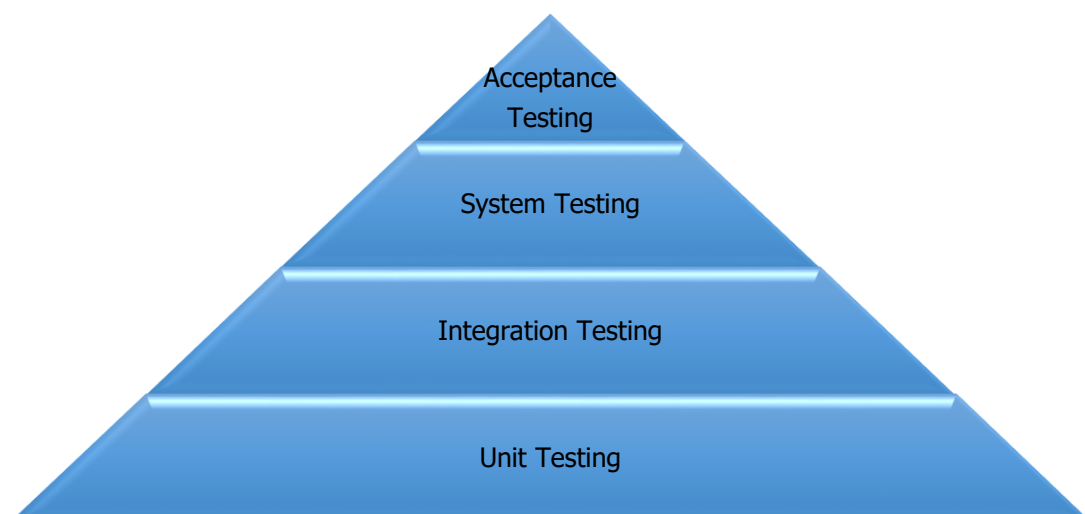 Acceptance
Testing
System Testing
Integration Testing
Unit Testing